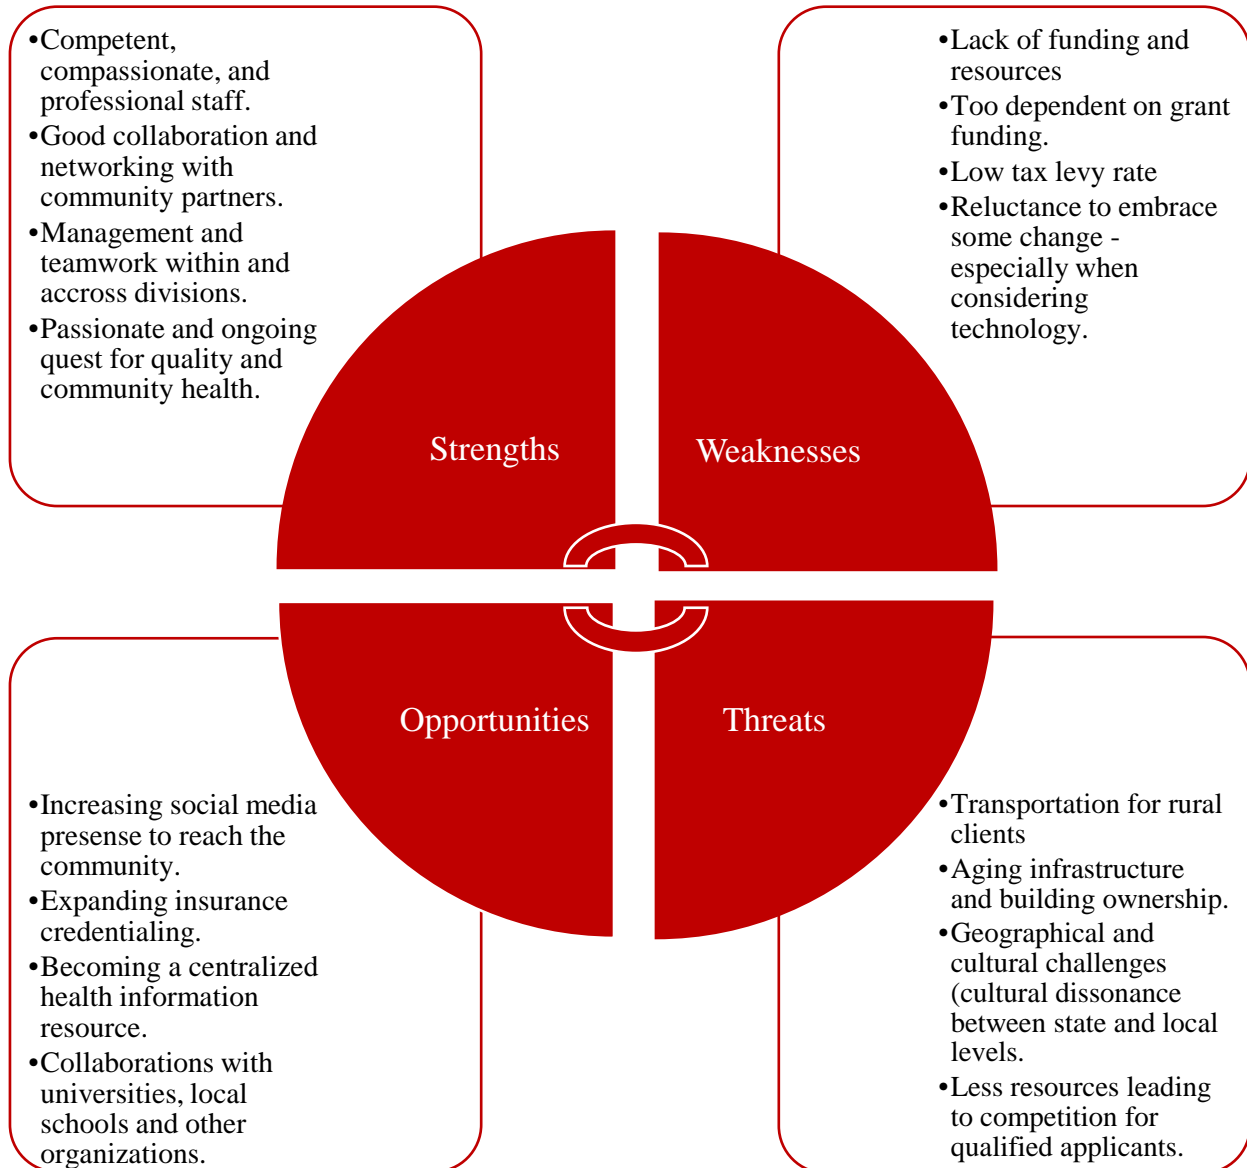 •Competent,
compassionate, and
professional staff.
•Good collaboration and
networking with
community partners.
•Management and
teamwork within and
accross divisions.
•Passionate and ongoing
quest for quality and
community health.
•Lack of funding and
resources
•Too dependent on grant
funding.
•Low tax levy rate
•Reluctance to embrace
some change -
especially when
considering
technology.
Strengths
Weaknesses
Opportunities
Threats
•Increasing social media
presense to reach the
community.
•Expanding insurance
credentialing.
•Becoming a centralized
health information
resource.
•Collaborations with
universities, local
schools and other
organizations.
•Transportation for rural
clients
•Aging infrastructure
and building ownership.
•Geographical and
cultural challenges
(cultural dissonance
between state and local
levels.
•Less resources leading
to competition for
qualified applicants.